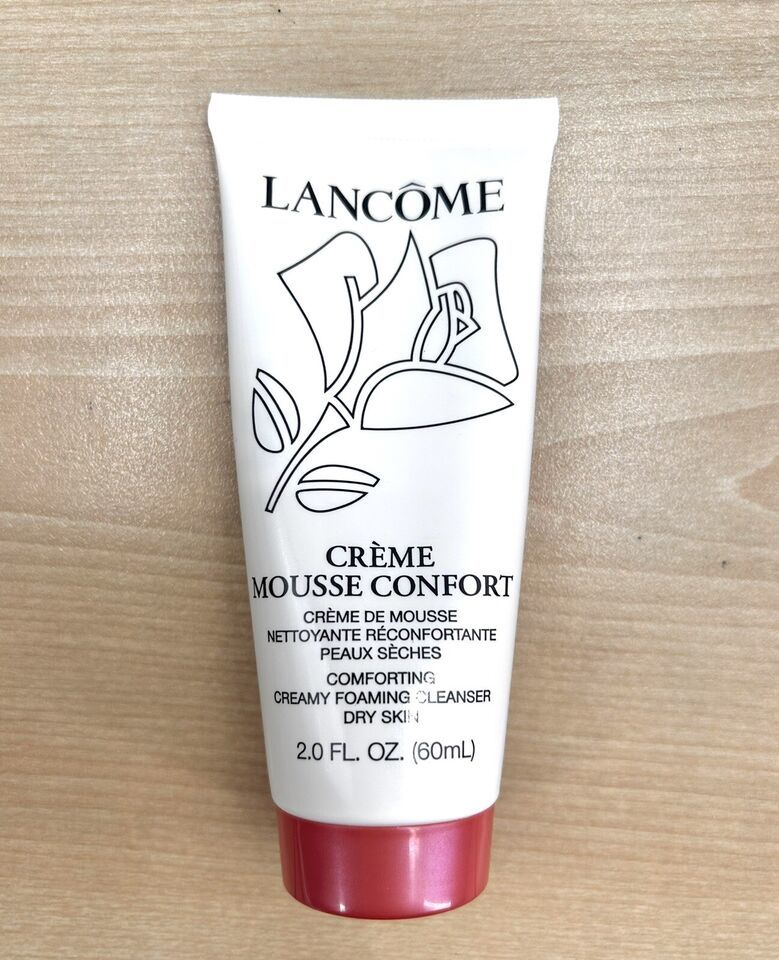 LANCÔME
CRÈME
MOUSSE CONFORT
CRÈME DE MOUSSE
NETTOYANTE RÉCONFORTANTE
PEAUX SÈCHES
COMFORTING
CREAMY FOAMING CLEANSER
DRY SKIN
2.0 FL. OZ. (60mL)